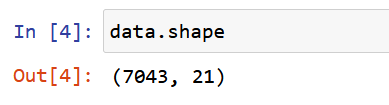 In [4]: data.shape
Out[4]: (7043, 21)